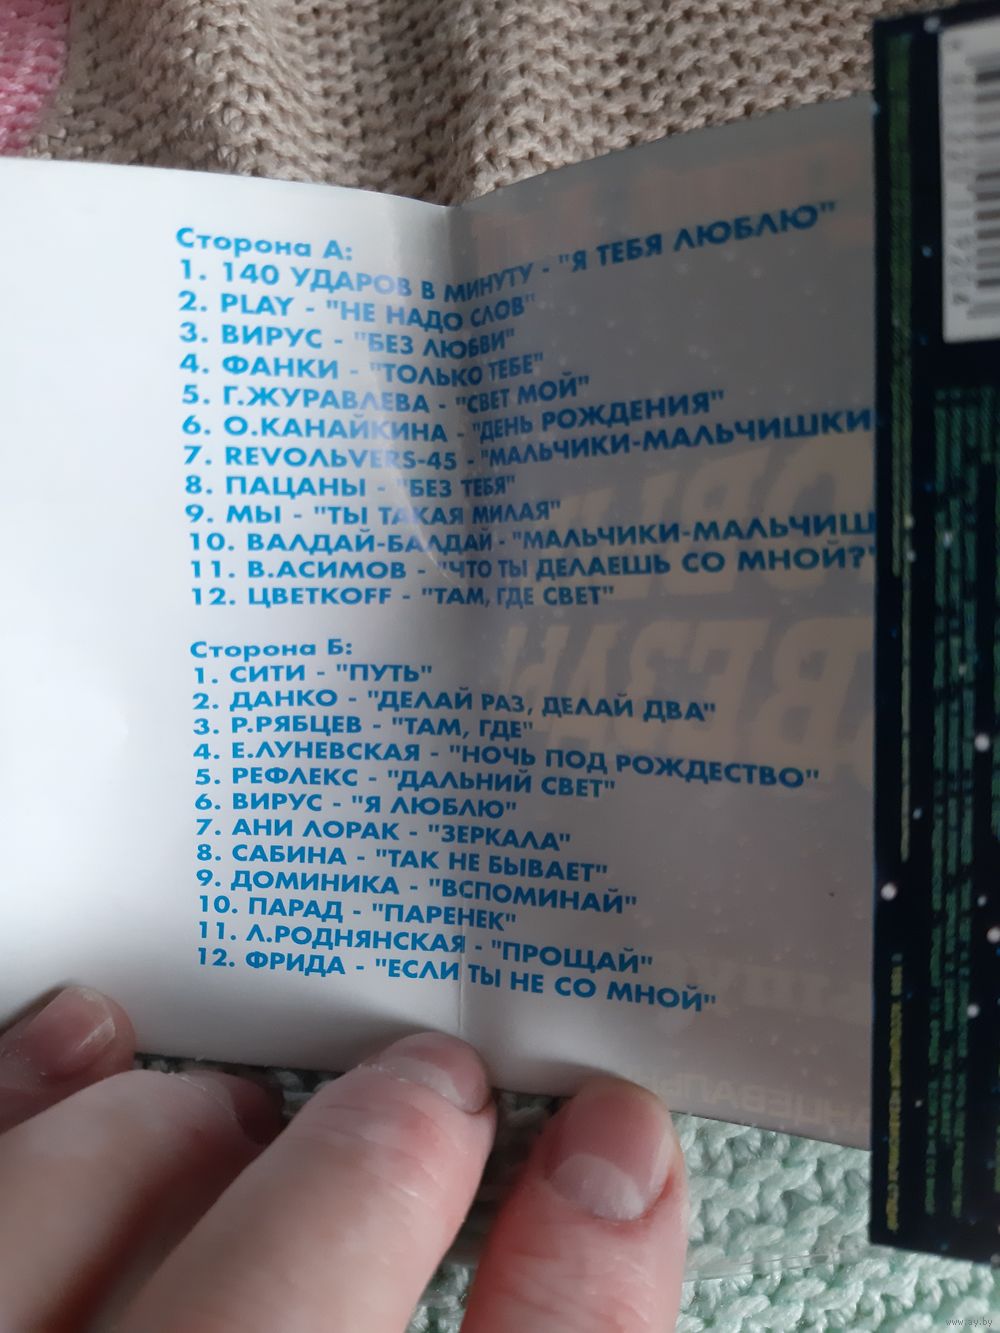 Сторона А:
1. 140 УДАРОВ В МИНУТУ - "Я ТЕБЯ ЛЮБЛЮ"
2. PLAY - "НЕ НАДО СЛОВ"
3. ВИРУС - "БЕЗ ЛЮБВИ"
4. ФАНКИ - "ТОЛЬКО ТЕБЕ"
5. Г.ЖУРАВЛЕВА - "СВЕТ МОЙ"
6. О.КАНАЙКИНА - "ДЕНЬ РОЖДЕНИЯ"
7. REVOЛЬVERS-45 - "МАЛЬЧИКИ-МАЛЬЧИШКИ
8. ПАЦАНЫ - "БЕЗ ТЕБЯ"
9. МЫ - "ТЫ ТАКАЯ МИЛАЯ"
10. ВАЛДАЙ-БАЛДАЙ - "МАЛЬЧИКИ-МАЛЬЧИШ
11. В.АСИМОВ - "ЧТО ТЫ ДЕЛАЕШЬ СО МНОЙ?"
12. ЦВЕТКОFF - "ТАМ, ГДЕ СВЕТ"
Сторона Б:
1. СИТИ - "ПУТЬ"
2. ДАНКО - "ДЕЛАЙ РАЗ, ДЕЛАЙ ДВА"
3. Р.РЯБЦЕВ - "ТАМ, ГДЕ"
4. Е.ЛУНЕВСКАЯ - "НОЧЬ ПОД РОЖДЕСТВО"
5. РЕФЛЕКС - "ДАЛЬНИЙ СВЕТ"
6. ВИРУС - "Я ЛЮБЛЮ"
7. АНИ ЛОРАК - "ЗЕРКАЛА"
8. САБИНА - "ТАК НЕ БЫВАЕТ"
9. ДОМИНИКА - "ВСПОМИНАЙ"
10. ПАРАД - "ПАРЕНЕК"
11. Л.РОДНЯНСКАЯ - "ПРОЩАЙ"
12. ФРИДА - "ЕСЛИ ТЫ НЕ СО МНОЙ"
www.ay.by